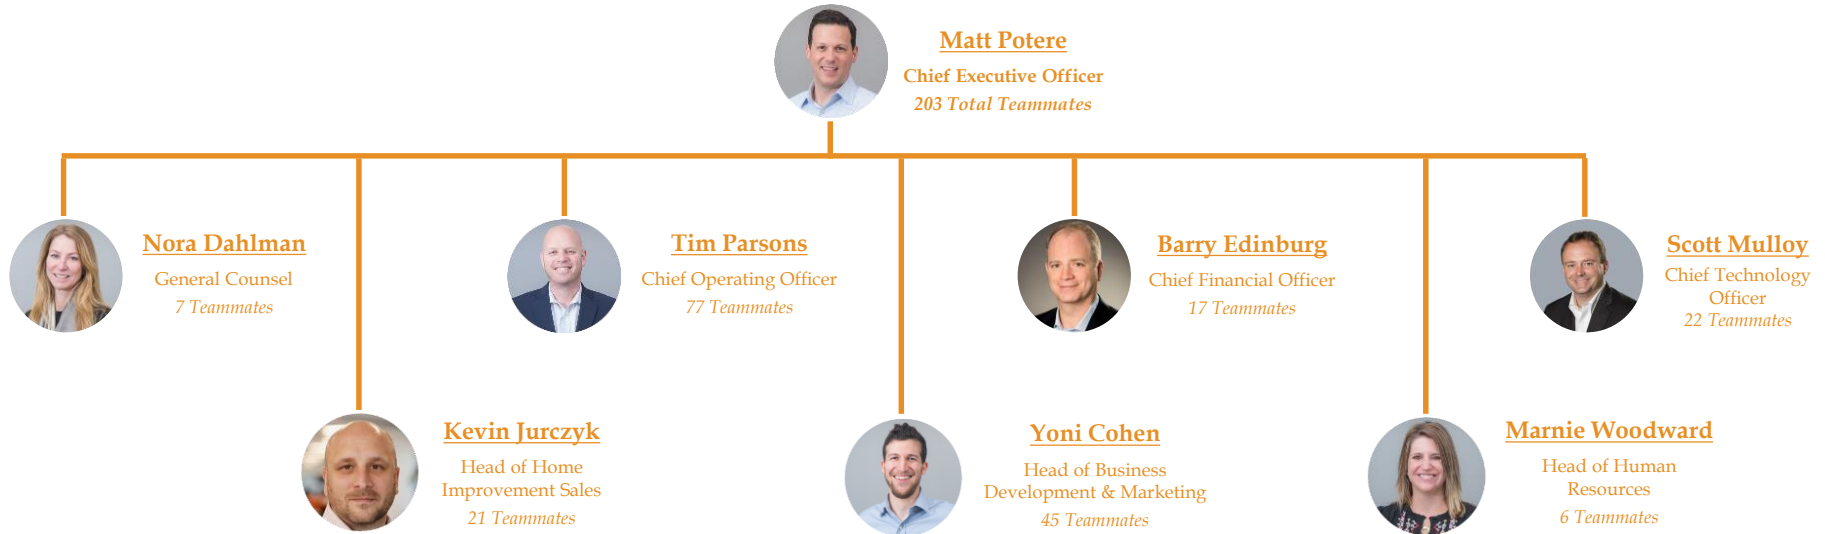 Matt Potere
Chief Executive Officer
203 Total Teammates
Nora Dahlman
General Counsel
7 Teammates
Tim Parsons
Chief Operating Officer
77 Teammates
Barry Edinburg
Chief Financial Officer
17 Teammates
Scott Mulloy
Chief Technology
Officer
22 Teammates
Kevin Jurczyk
Head of Home
Improvement Sales
21 Teammates
Yoni Cohen
Head of Business
Development & Marketing
45 Teammates
Marnie Woodward
Head of Human
Resources
6 Teammates